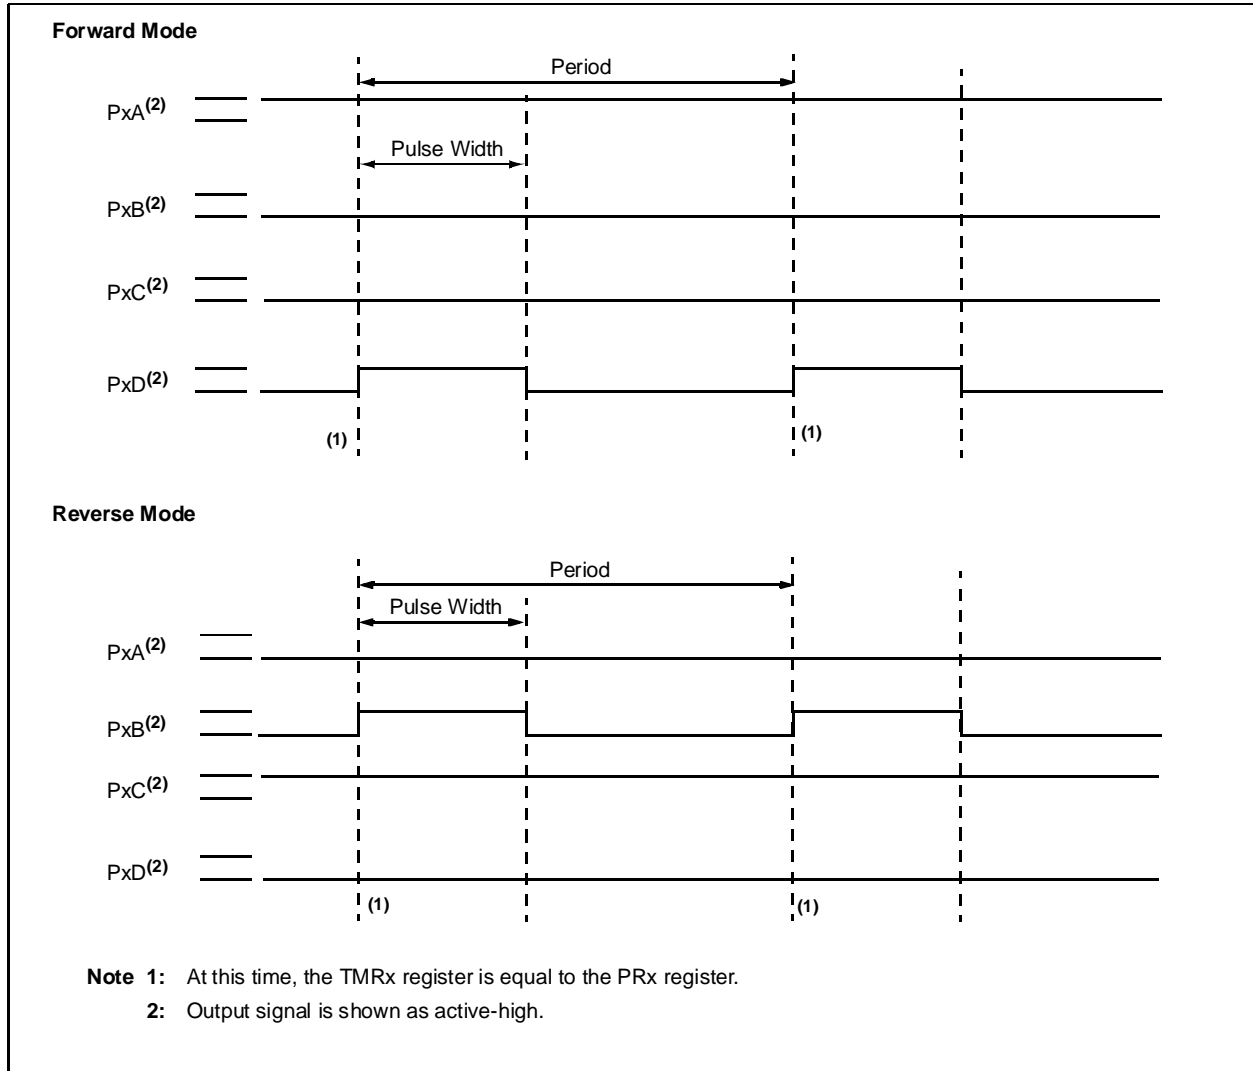 Forward Mode
Period
PxA(2)
Pulse Width
PxB(2)
PxC(2)
PxD(2)
(1) (1)
Reverse Mode
Period
Pulse Width
PxA(2)
PxB(2)
PxC(2)
PxD(2)
(1) (1)
Note 1: At this time, the TMRx register is equal to the PRx register.
2: Output signal is shown as active-high.